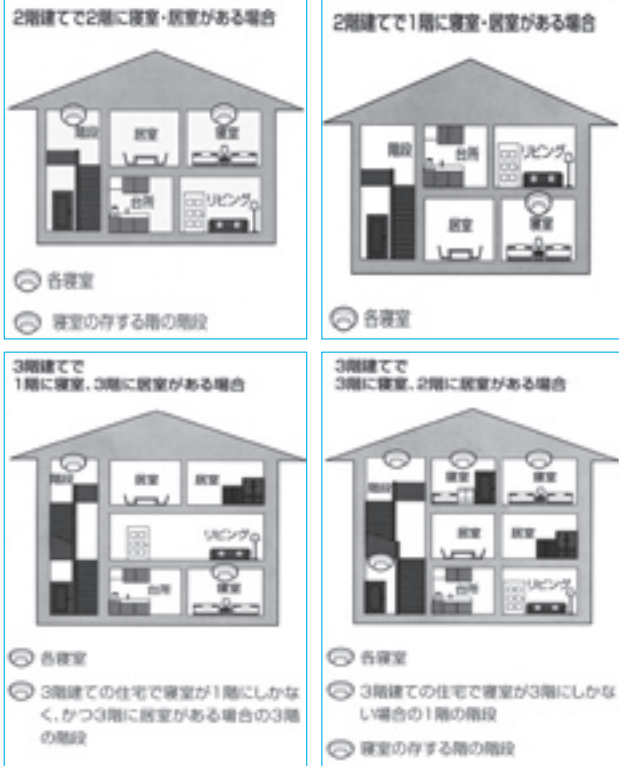 2階建てで2階に寝室・居室がある場合
階段
居室
寝室
台所
リビング
各寝室
寝室の存する階の階段
2階建てで1階に寝室・居室がある場合
階段
台所
リビング
居室
寝室
各寝室
3階建てで
1階に寝室、3階に居室がある場合
階段
居室
居室
リビング
台所
寝室
各寝室
3階建ての住宅で寝室が1階にしかな
く、かつ3階に居室がある場合の3階
の階段
3階建てで
3階に寝室、2階に居室がある場合
階段
寝室
寝室
居室
居室
台所
リビング
各寝室
3階建ての住宅で寝室が3階にしかな
い場合の1階の階段
寝室の存する階の階段